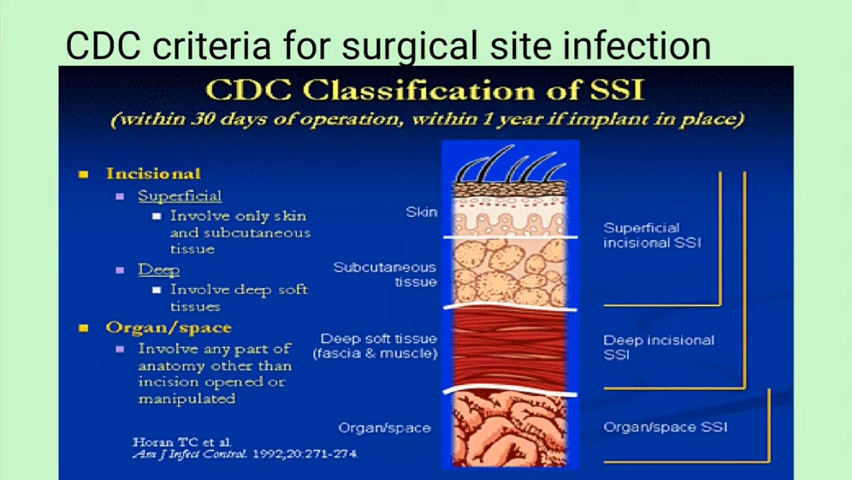 CDC criteria for surgical site infection
CDC Classification of SSI
(within 30 days of operation, within 1 year if implant in place)
Incisional
Superficial
Involve only skin
and subcutaneous
tissue
Deep
Involve deep soft
tissues
Organ/space
Involve any part of
anatomy other than
incision opened or
manipulated
Horan TC et al.
Am J Infect Control. 1992;20:271-274.
Skin
Subcutaneous
tissue
Deep soft tissue
(fascia & muscle)
Organ/space
Superficial
incisional SSI
Deep incisional
SSI
Organ/space SSI